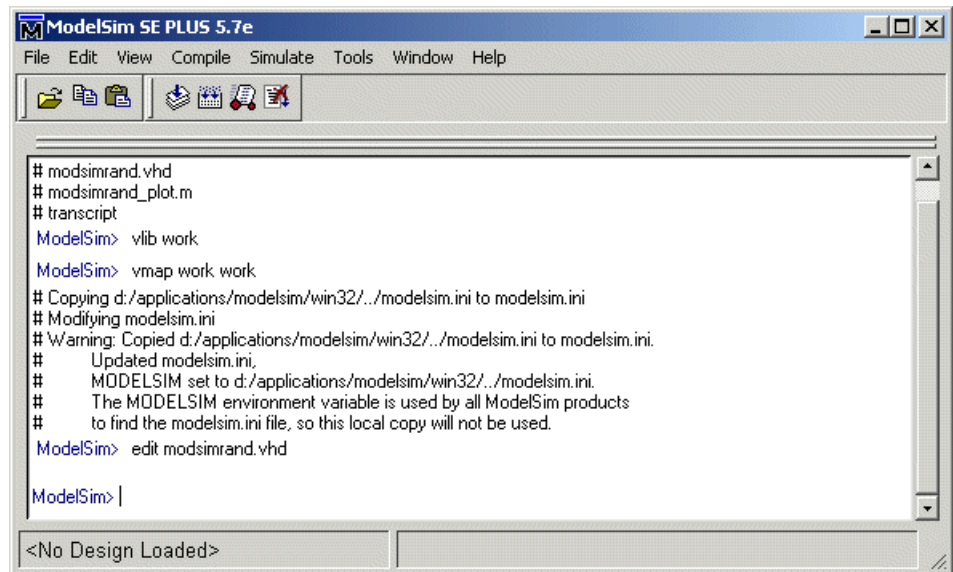 ModelSim SE PLUS 5.7e
File Edit View Compile Simulate Tools Window Help
# modsimrand.vhd
# modsimrand_plot.m
# transcript
ModelSim> vlib work
ModelSim> vmap work work
# Copying d:/applications/modelsim/win32/../modelsim.ini to modelsim.ini
# Modifying modelsim.ini
# Warning: Copied d:/applications/modelsim/win32/../modelsim.ini to modelsim.ini.
# Updated modelsim.ini,
# MODELSIM set to d:/applications/modelsim/win32/../modelsim.ini.
# The MODELSIM environment variable is used by all ModelSim products
# to find the modelsim.ini file, so this local copy will not be used.
ModelSim> edit modsimrand.vhd
ModelSim>
<No Design Loaded>